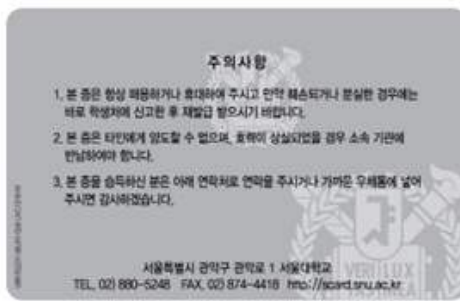 주의사항
1. 본 증은 항상 패용하거나 휴대하여 주시고 만약 훼손되거나 분실한 경우에는
바로 학생처에 신고한 후 재발급 받으시기 바랍니다.
2. 본 증은 타인에게 양도할 수 없으며, 효력이 상실되었을 경우 소속 기관에
반납하여야 합니다.
3. 본 증을 습득하신 분은 아래 연락처로 연락을 주시거나 가까운 우체통에 넣어
주시면 감사하겠습니다.
서울특별시 관악구 관악로 1 서울대학교
TEL. 02) 880-5248 FAX. 02) 874-4418 http://scard.snu.ac.kr
VERI LUX
MEA